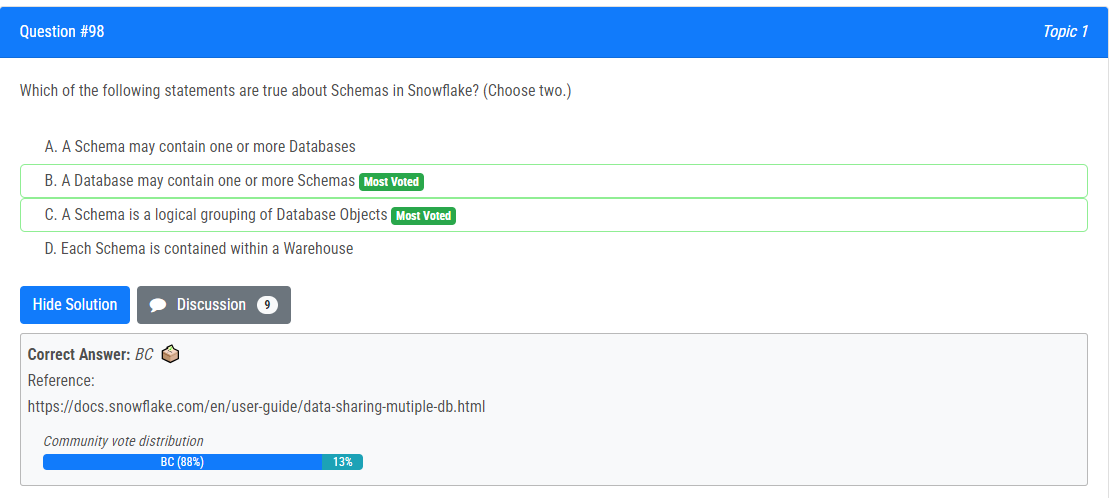 Question #98
Topic 1
Which of the following statements are true about Schemas in Snowflake? (Choose two.)
A. A Schema may contain one or more Databases
B. A Database may contain one or more Schemas Most Voted
C. A Schema is a logical grouping of Database Objects Most Voted
D. Each Schema is contained within a Warehouse
Hide Solution Discussion 9
Correct Answer: BC
Reference:
https://docs.snowflake.com/en/user-guide/data-sharing-mutiple-db.html
Community vote distribution
BC (88%) 13%